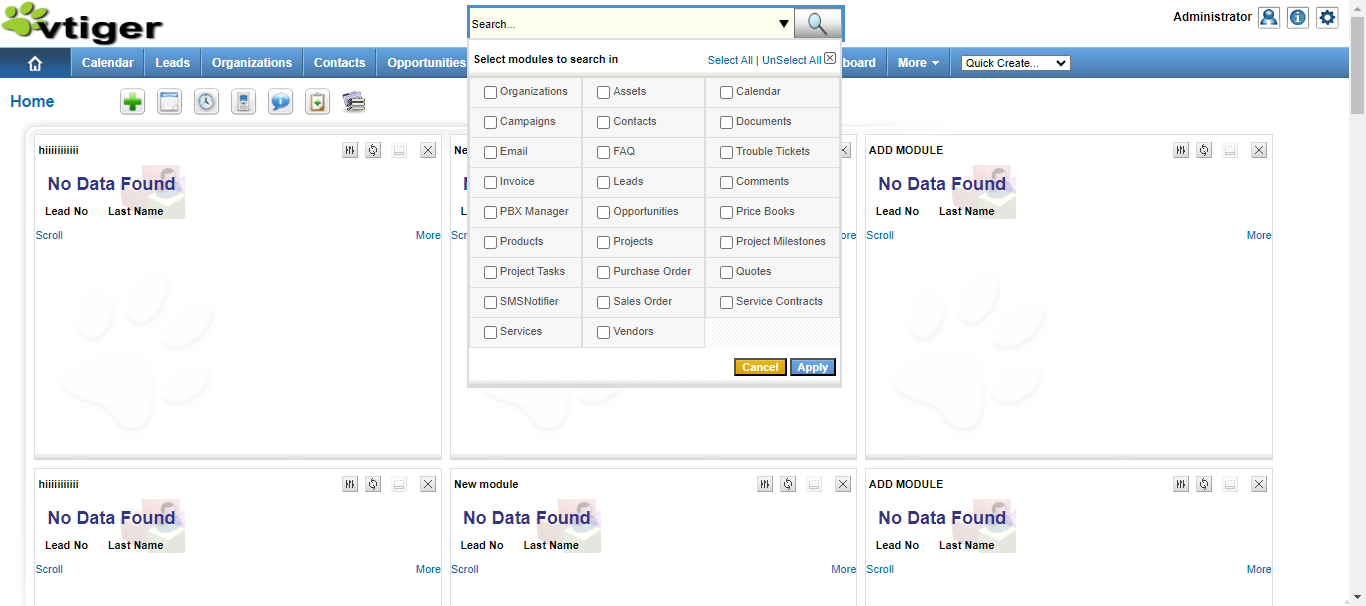 vtiger
Search...
Administrator
Calendar
Leads
Organizations
Contacts
Opportunities
board
More
Quick Create...
Home
Select modules to search in
Select All | UnSelect All
Organizations
Assets
Calendar
Campaigns
Contacts
Documents
Email
FAQ
Trouble Tickets
Invoice
Leads
Comments
PBX Manager
Opportunities
Price Books
Products
Projects
Project Milestones
Project Tasks
Purchase Order
Quotes
SMSNotifier
Sales Order
Service Contracts
Services
Vendors
Cancel
Apply
hiiiiiiiiiii
No Data Found
Lead No Last Name
Scroll More
Ne
L
Scr ore
ADD MODULE
No Data Found
Lead No Last Name
Scroll More
hiiiiiiiiiii
No Data Found
Lead No Last Name
Scroll More
New module
No Data Found
Lead No Last Name
Scroll More
ADD MODULE
No Data Found
Lead No Last Name
Scroll More